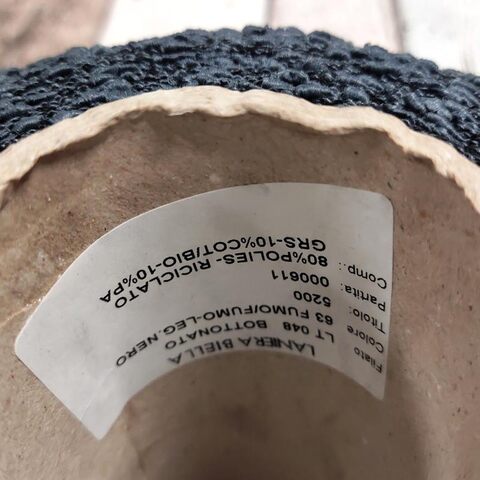 LANIERA BIELLA
Filato LT 048 BOTTONATO
Colore 63 FUMO/FUMO-LEG.NERO
Titolo: 5200
Partita: 000611
Comp.: 80%POLIES- RICICLATO
GRS-10%COT/BIO-10%PA